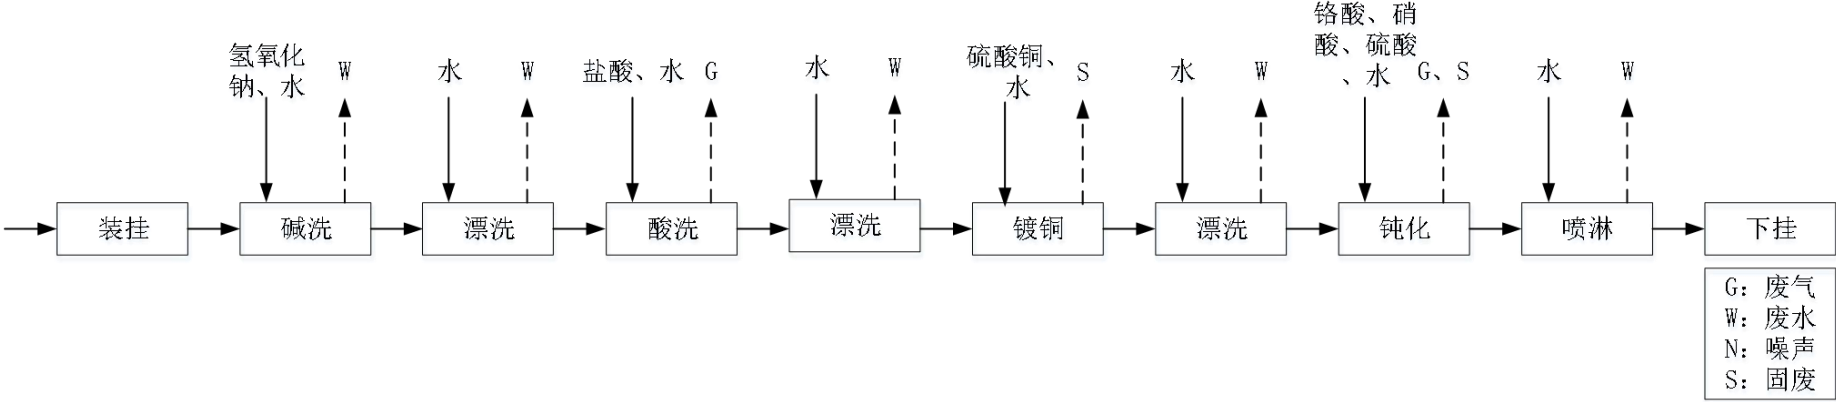 氢氧化
钠、水
W
水
W
盐酸、水
G
水
W
硫酸铜、
水
S
水
W
铬酸、硝
酸、硫酸
、水
G、S
水
W
装挂
碱洗
漂洗
酸洗
漂洗
镀铜
漂洗
钝化
喷淋
下挂
G: 废气
W: 废水
N: 噪声
S: 固废